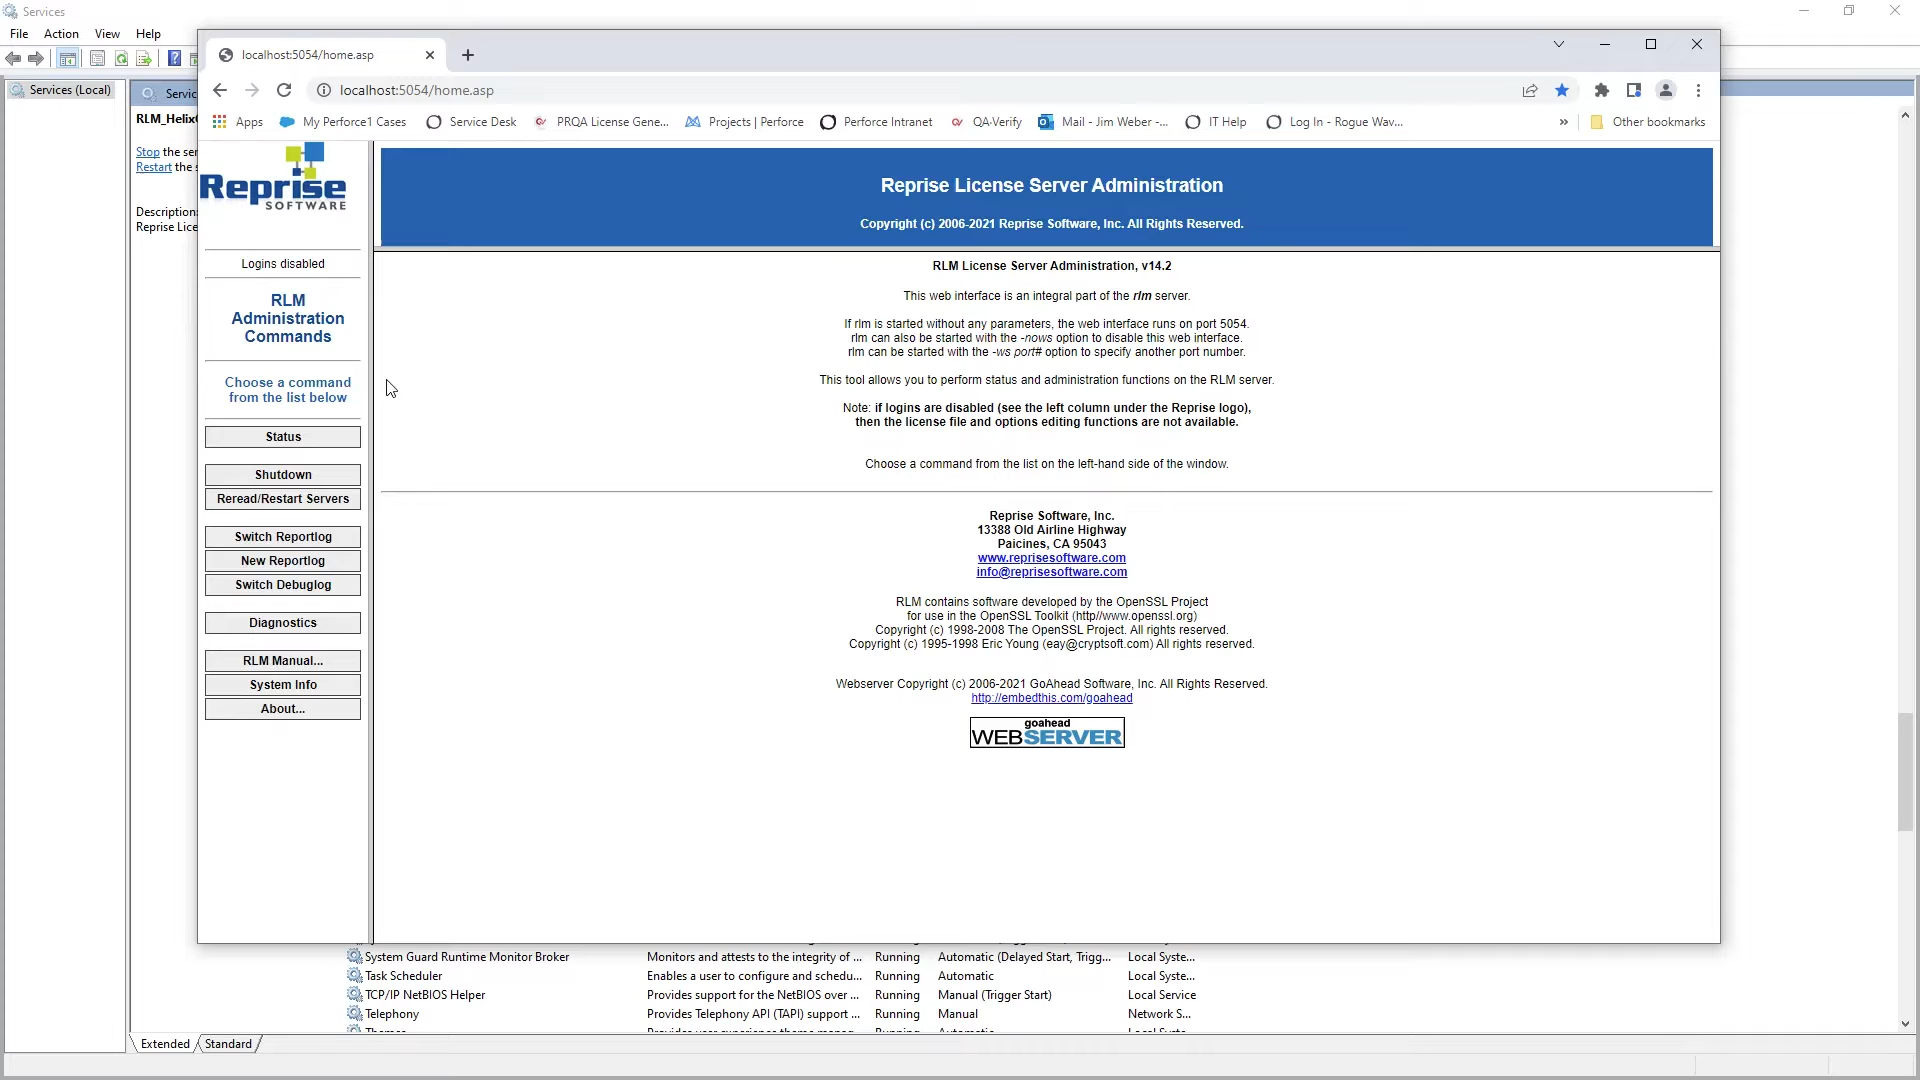 Services
File Action View Help
Services (Local)
Servic
RLM_Helix
Stop the ser
Restart the s
Description:
Reprise Lice
localhost:5054/home.asp
localhost:5054/home.asp
Apps My Perforce1 Cases Service Desk PRQA License Gene... Projects | Perforce Perforce Intranet QA-Verify Mail - Jim Weber -... IT Help Log In - Rogue Wav... » Other bookmarks
Reprise
SOFTWARE
Logins disabled
RLM
Administration
Commands
Choose a command
from the list below
Status
Shutdown
Reread/Restart Servers
Switch Reportlog
New Reportlog
Switch Debuglog
Diagnostics
RLM Manual...
System Info
About...
Reprise License Server Administration
Copyright (c) 2006-2021 Reprise Software, Inc. All Rights Reserved.
RLM License Server Administration, v14.2
This web interface is an integral part of the rlm server.
If rlm is started without any parameters, the web interface runs on port 5054.
rlm can also be started with the -nows option to disable this web interface.
rlm can be started with the -ws port# option to specify another port number.
This tool allows you to perform status and administration functions on the RLM server.
Note: if logins are disabled (see the left column under the Reprise logo),
then the license file and options editing functions are not available.
Choose a command from the list on the left-hand side of the window.
Reprise Software, Inc.
13388 Old Airline Highway
Paicines, CA 95043
www.reprisesoftware.com
info@reprisesoftware.com
RLM contains software developed by the OpenSSL Project
for use in the OpenSSL Toolkit (http//www.openssl.org)
Copyright (c) 1998-2008 The OpenSSL Project. All rights reserved.
Copyright (c) 1995-1998 Eric Young (eay@cryptsoft.com) All rights reserved.
Webserver Copyright (c) 2006-2021 GoAhead Software, Inc. All Rights Reserved.
http://embedthis.com/goahead
goahead
WEBSERVER
System Guard Runtime Monitor Broker Monitors and attests to the integrity of ... Running Automatic (Delayed Start, Trigg... Local Syste...
Task Scheduler Enables a user to configure and schedu... Running Automatic Local Syste...
TCP/IP NetBIOS Helper Provides support for the NetBIOS over ... Running Manual (Trigger Start) Local Service
Telephony Provides Telephony API (TAPI) support ... Running Manual Network S...
Extended Standard